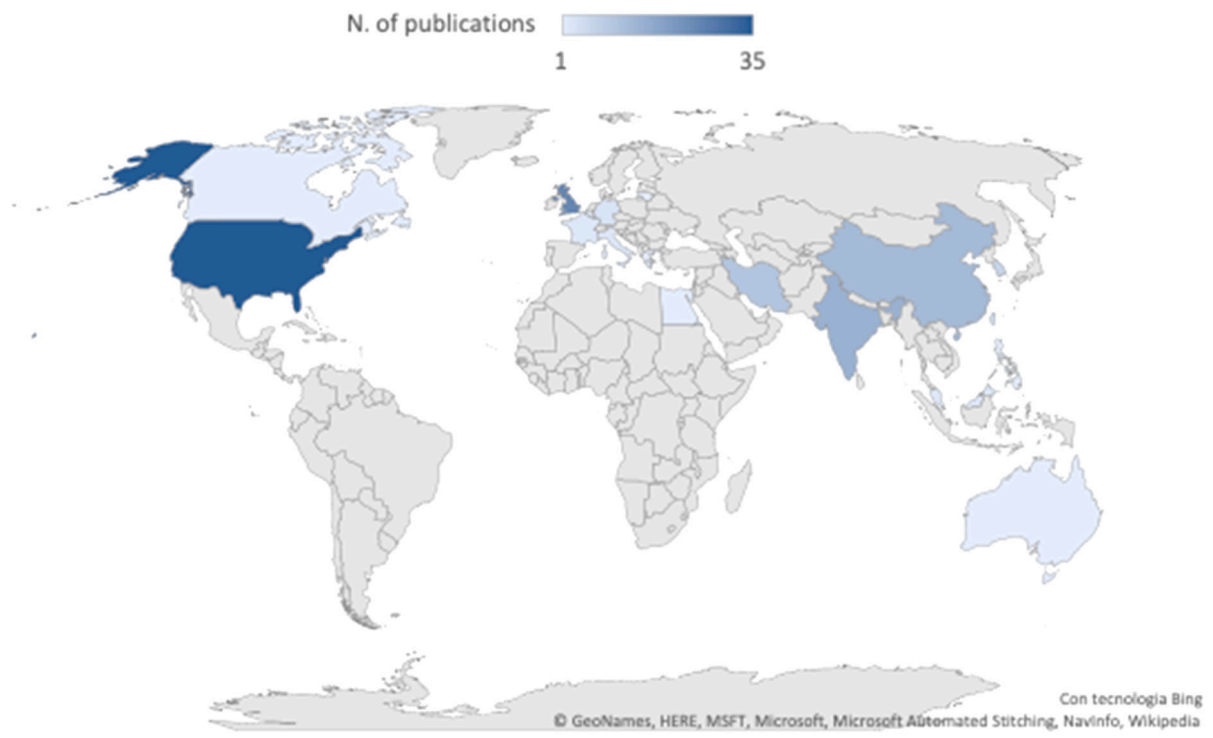 N. of publications
1 35
Con tecnologia Bing
© GeoNames, HERE, MSFT, Microsoft, Microsoft Automated Stitching, Navinfo, Wikipedia